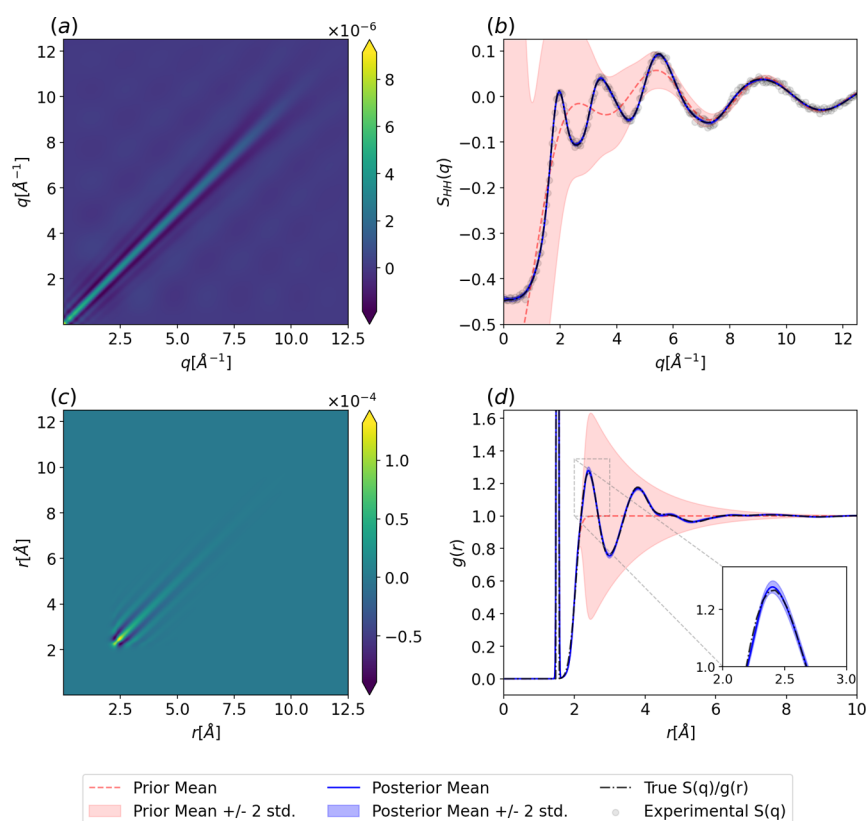 (a)
×10⁻⁶
12
10
8
6
4
2
q[Å⁻¹]
2.5 5.0 7.5 10.0 12.5
q[Å⁻¹]
8
6
4
2
0
(b)
0.1
0.0
−0.1
−0.2
−0.3
−0.4
−0.5
S_HH(q)
0 2 4 6 8 10 12
q[Å⁻¹]
(c)
×10⁻⁴
12
10
8
6
4
2
r[Å]
2.5 5.0 7.5 10.0 12.5
r[Å]
1.0
0.5
0.0
−0.5
(d)
1.6
1.4
1.2
1.0
0.8
0.6
0.4
0.2
0.0
g(r)
0 2 4 6 8 10
r[Å]
1.2
1.0
2.0 2.5 3.0
Prior Mean
Prior Mean +/- 2 std.
Posterior Mean
Posterior Mean +/- 2 std.
True S(q)/g(r)
Experimental S(q)